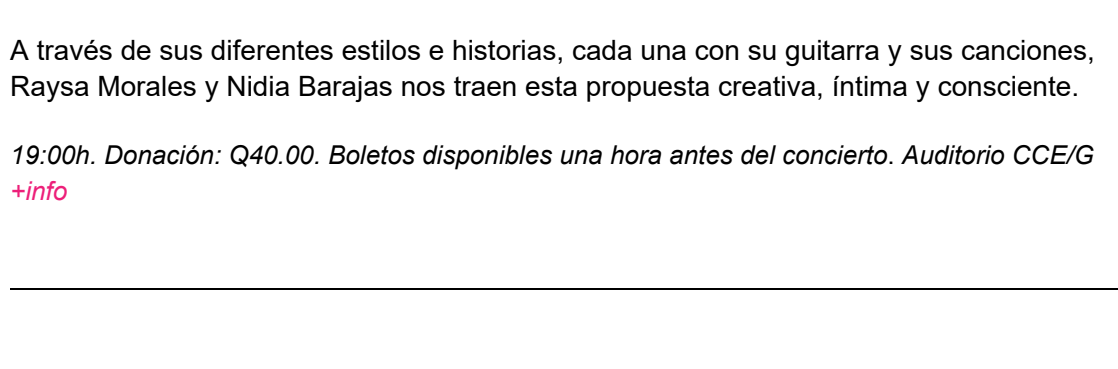 A través de sus diferentes estilos e historias, cada una con su guitarra y sus canciones,
Raysa Morales y Nidia Barajas nos traen esta propuesta creativa, íntima y consciente.
19:00h. Donación: Q40.00. Boletos disponibles una hora antes del concierto. Auditorio CCE/G
+info